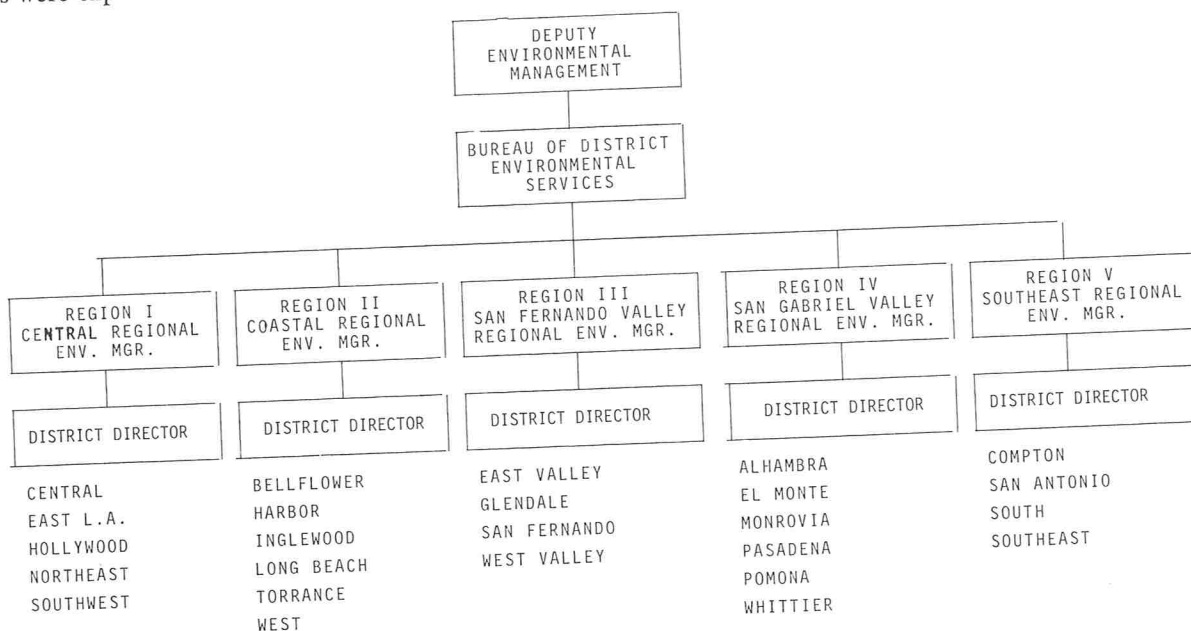 s were exp
DEPUTY
ENVIRONMENTAL
MANAGEMENT
BUREAU OF DISTRICT
ENVIRONMENTAL
SERVICES
REGION I
CENTRAL REGIONAL
ENV. MGR.
REGION II
COASTAL REGIONAL
ENV. MGR.
REGION III
SAN FERNANDO VALLEY
REGIONAL ENV. MGR.
REGION IV
SAN GABRIEL VALLEY
REGIONAL ENV. MGR.
REGION V
SOUTHEAST REGIONAL
ENV. MGR.
DISTRICT DIRECTOR
DISTRICT DIRECTOR
DISTRICT DIRECTOR
DISTRICT DIRECTOR
DISTRICT DIRECTOR
CENTRAL
EAST L.A.
HOLLYWOOD
NORTHEAST
SOUTHWEST
BELLFLOWER
HARBOR
INGLEWOOD
LONG BEACH
TORRANCE
WEST
EAST VALLEY
GLENDALE
SAN FERNANDO
WEST VALLEY
ALHAMBRA
EL MONTE
MONROVIA
PASADENA
POMONA
WHITTIER
COMPTON
SAN ANTONIO
SOUTH
SOUTHEAST